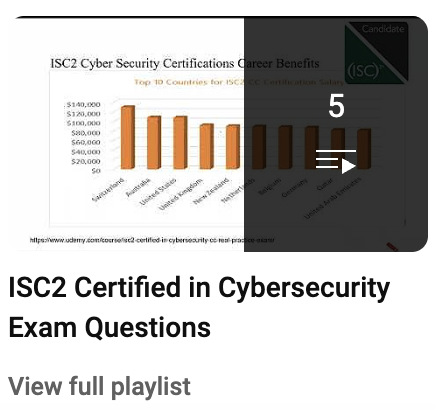 Candidate
ISC2 Cyber Security Certifications Career Benefits
(ISC)²
Top 10 Countries for ISC2 CC Certification Salary
5
$140,000
$120,000
$100,000
$80,000
$60,000
$40,000
$20,000
$0
Switzerland
Australia
United States
United Kingdom
New Zealand
Netherlands
Belgium
Germany
Qatar
United Arab Emirates
https://www.udemy.com/course/isc2-certified-in-cybersecurity-cc-real-practice-exam/
ISC2 Certified in Cybersecurity
Exam Questions
View full playlist